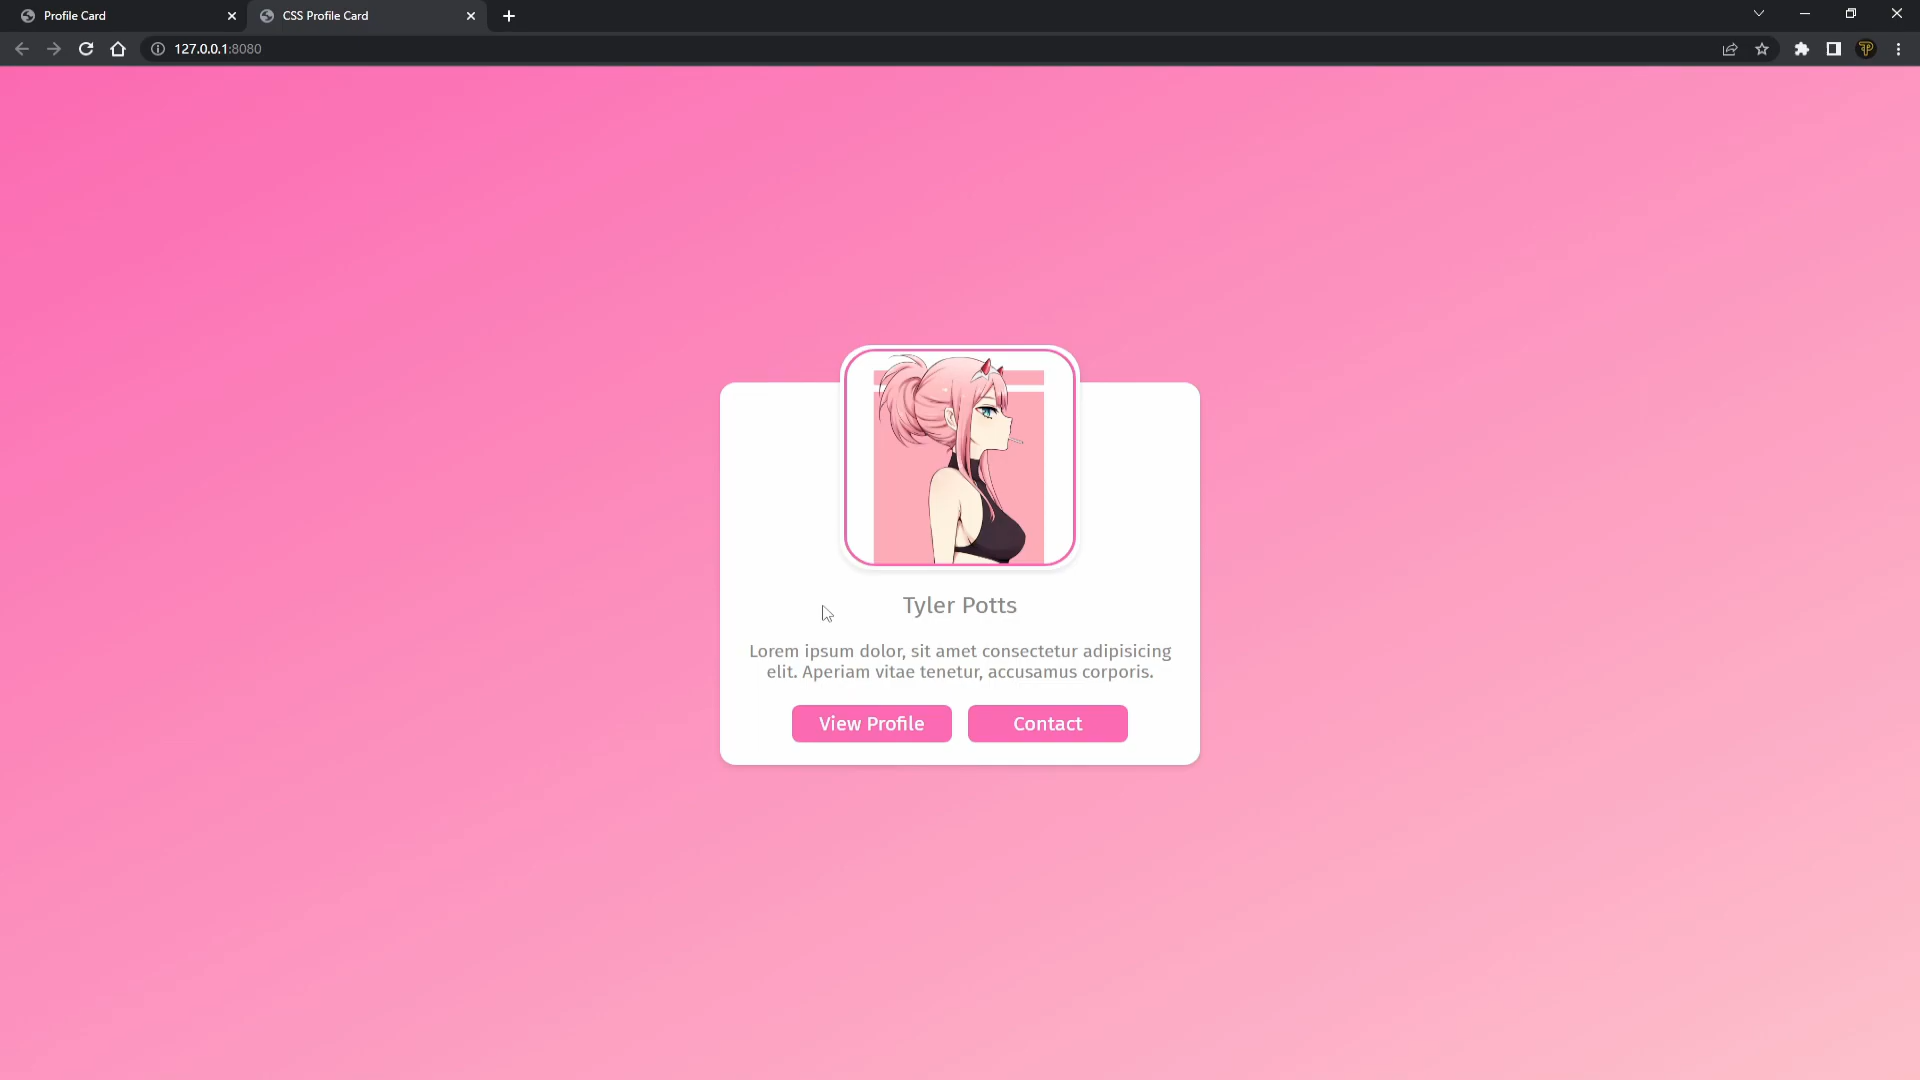 Profile Card
CSS Profile Card
127.0.0.1:8080
Tyler Potts
Lorem ipsum dolor, sit amet consectetur adipisicing
elit. Aperiam vitae tenetur, accusamus corporis.
View Profile
Contact